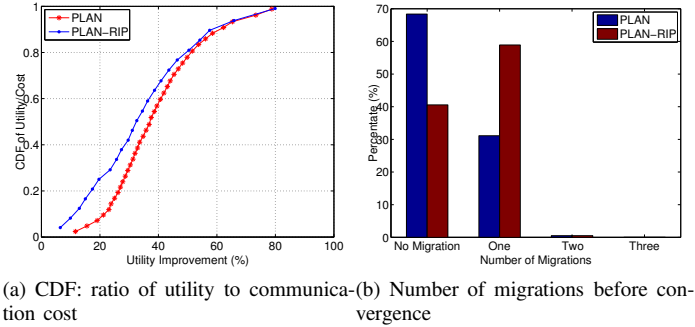 PLAN
PLAN−RIP
CDF of Utility/Cost
1
0.8
0.6
0.4
0.2
0
0 20 40 60 80 100
Utility Improvement (%)
PLAN
PLAN−RIP
Percentate (%)
70
60
50
40
30
20
10
0
No Migration One Two Three
Number of Migrations
(a) CDF: ratio of utility to communica-
tion cost
(b) Number of migrations before con-
vergence